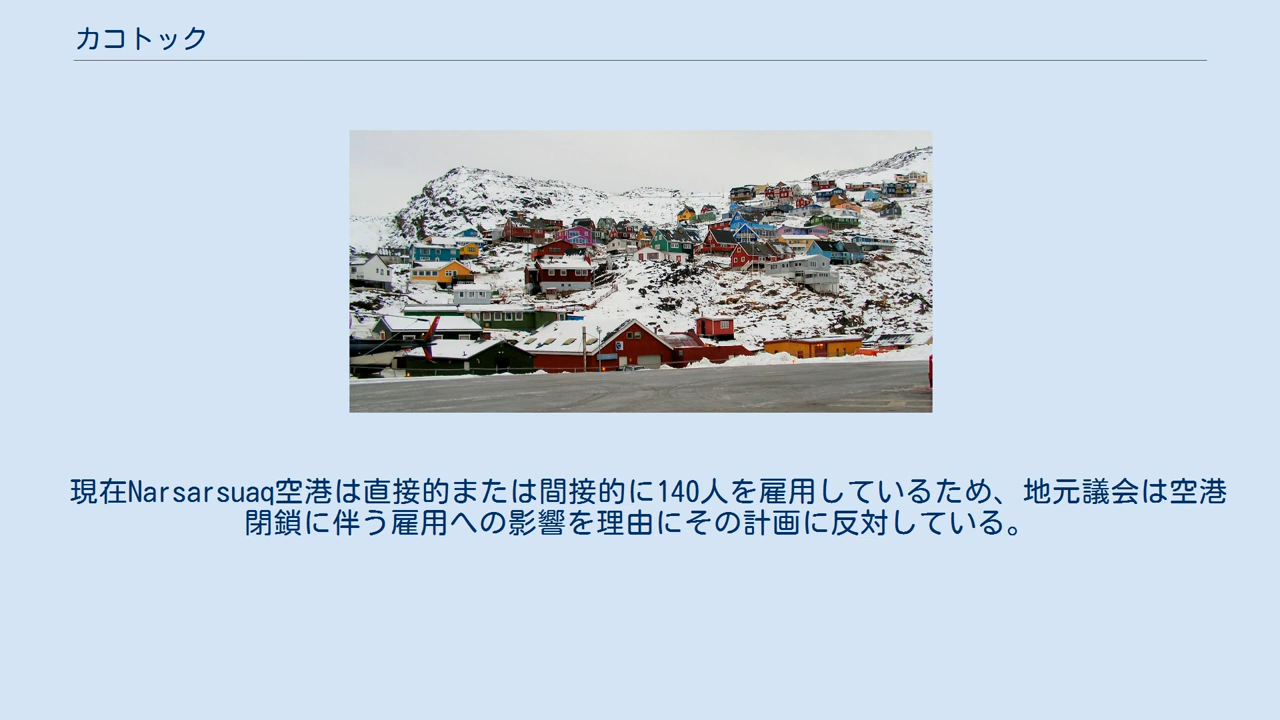 カコトック
現在Narsarsuaq空港は直接的または間接的に140人を雇用しているため、地元議会は空港
閉鎖に伴う雇用への影響を理由にその計画に反対している。